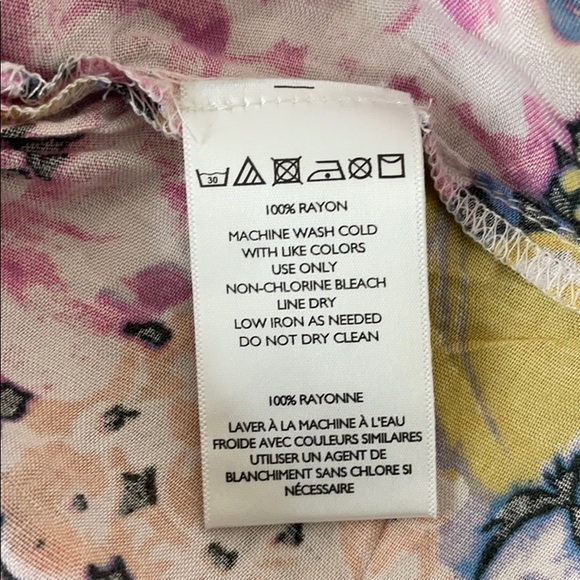 30
100% RAYON
MACHINE WASH COLD
WITH LIKE COLORS
USE ONLY
NON-CHLORINE BLEACH
LINE DRY
LOW IRON AS NEEDED
DO NOT DRY CLEAN
100% RAYONNE
LAVER À LA MACHINE À L'EAU
FROIDE AVEC COULEURS SIMILAIRES
UTILISER UN AGENT DE
BLANCHIMENT SANS CHLORE SI
NÉCESSAIRE